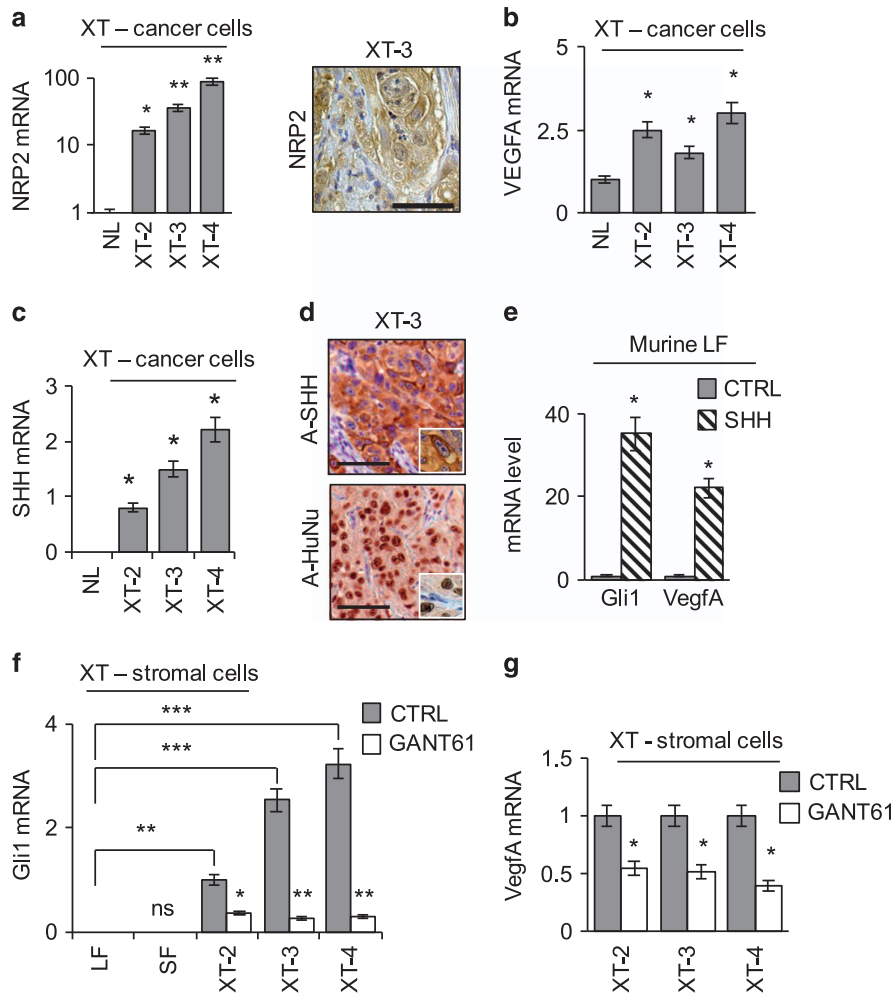 a
XT – cancer cells
NRP2 mRNA
100
10
1
*
**
**
NL
XT-2
XT-3
XT-4
XT-3
NRP2
b
XT – cancer cells
VEGFA mRNA
5
2.5
0
*
*
*
NL
XT-2
XT-3
XT-4
c
XT – cancer cells
SHH mRNA
3
2
1
0
*
*
*
NL
XT-2
XT-3
XT-4
d
XT-3
A-SHH
A-HuNu
e
Murine LF
CTRL
SHH
mRNA level
40
20
0
*
*
Gli1
VegfA
f
XT – stromal cells
CTRL
GANT61
Gli1 mRNA
4
2
0
***
***
**
ns
*
**
**
LF
SF
XT-2
XT-3
XT-4
g
XT - stromal cells
CTRL
GANT61
VegfA mRNA
1.5
1
0.5
0
*
*
*
XT-2
XT-3
XT-4